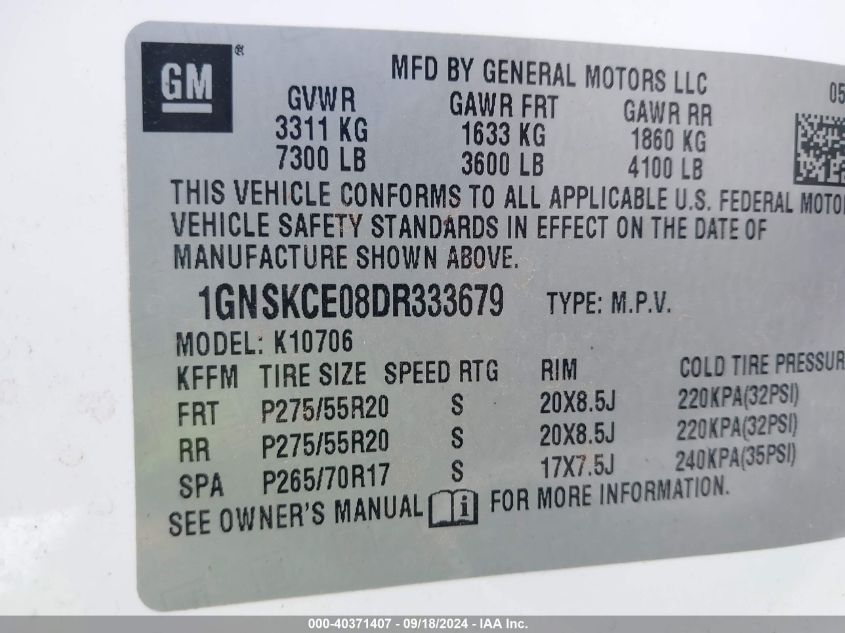 GM®
MFD BY GENERAL MOTORS LLC
05
GVWR GAWR FRT GAWR RR
3311 KG 1633 KG 1860 KG
7300 LB 3600 LB 4100 LB
THIS VEHICLE CONFORMS TO ALL APPLICABLE U.S. FEDERAL MOTOR
VEHICLE SAFETY STANDARDS IN EFFECT ON THE DATE OF
MANUFACTURE SHOWN ABOVE.
1GNSKCE08DR333679 TYPE: M.P.V.
MODEL: K10706
KFFM TIRE SIZE SPEED RTG RIM COLD TIRE PRESSUR
FRT P275/55R20 S 20X8.5J 220KPA(32PSI)
RR P275/55R20 S 20X8.5J 220KPA(32PSI)
SPA P265/70R17 S 17X7.5J 240KPA(35PSI)
SEE OWNER'S MANUAL i FOR MORE INFORMATION.
000-40371407 - 09/18/2024 - IAA Inc.